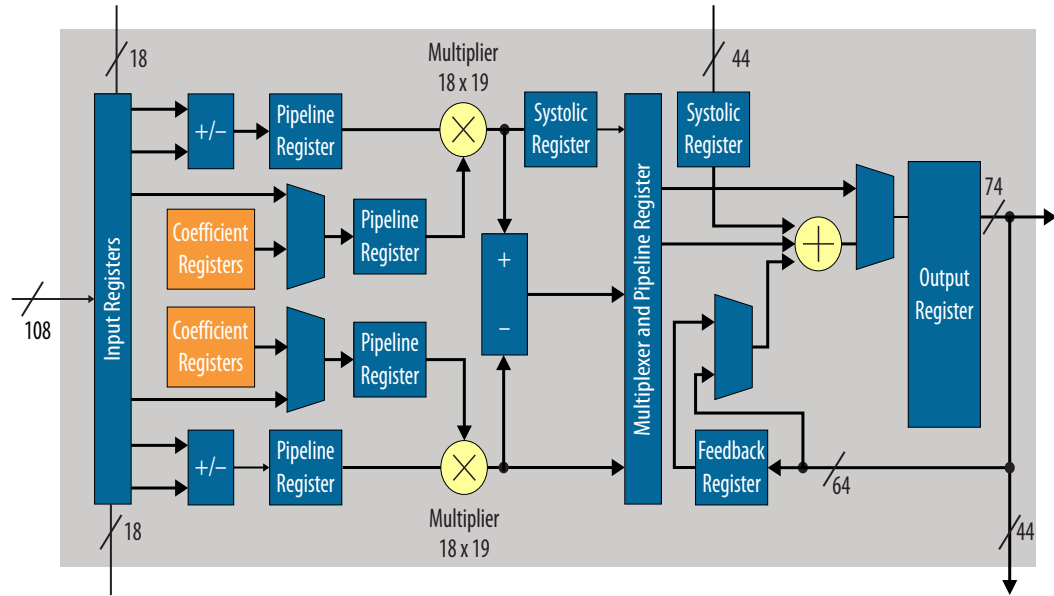 18
44
Multiplier
18 x 19
+/–
Pipeline
Register
Systolic
Register
Systolic
Register
74
Coefficient
Registers
Pipeline
Register
+
–
Output
Register
108
Input Registers
Multiplexer and Pipeline Register
Coefficient
Registers
Pipeline
Register
+/–
Pipeline
Register
Feedback
Register
64
Multiplier
18 x 19
18
44